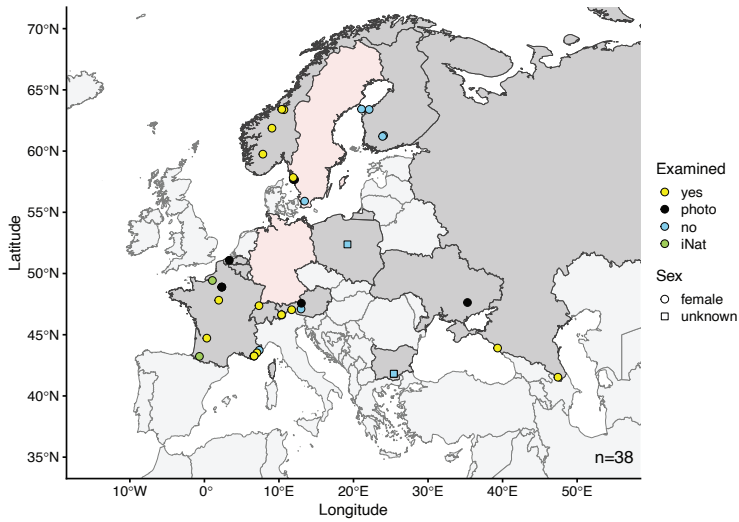 70°N
65°N
60°N
55°N
50°N
45°N
40°N
35°N
Latitude
10°W
0°
10°E
20°E
30°E
40°E
50°E
Longitude
n=38
Examined
yes
photo
no
iNat
Sex
female
unknown